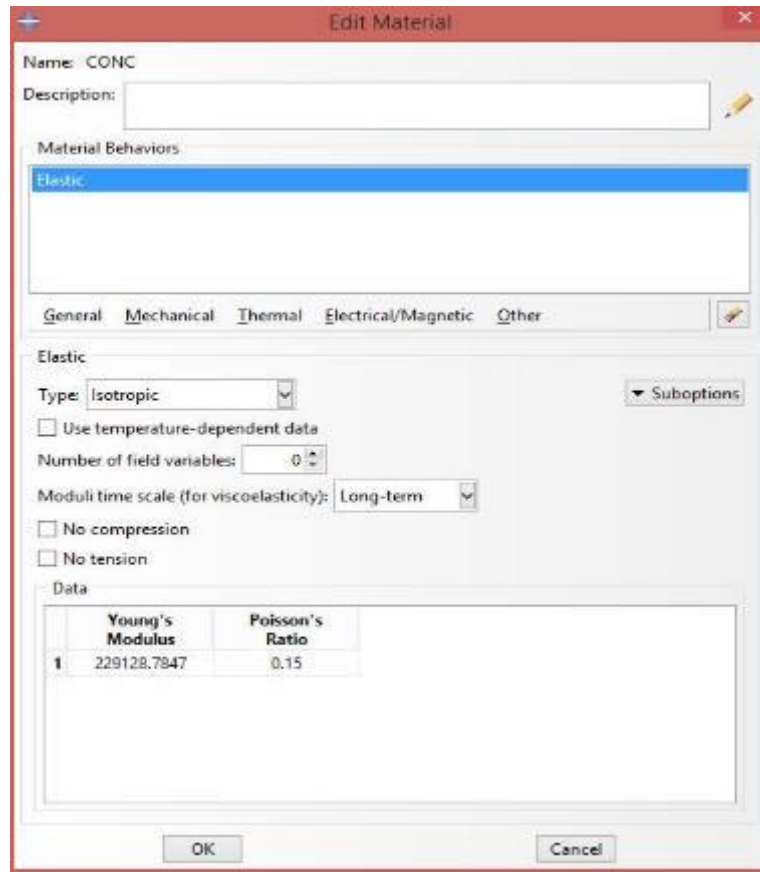 Edit Material
Name: CONC
Description:
Material Behaviors
Elastic
General Mechanical Thermal Electrical/Magnetic Other
Elastic
Type: Isotropic Suboptions
Use temperature-dependent data
Number of field variables: 0
Moduli time scale (for viscoelasticity): Long-term
No compression
No tension
Data
Young's Poisson's
Modulus Ratio
1 229128.7847 0.15
OK Cancel